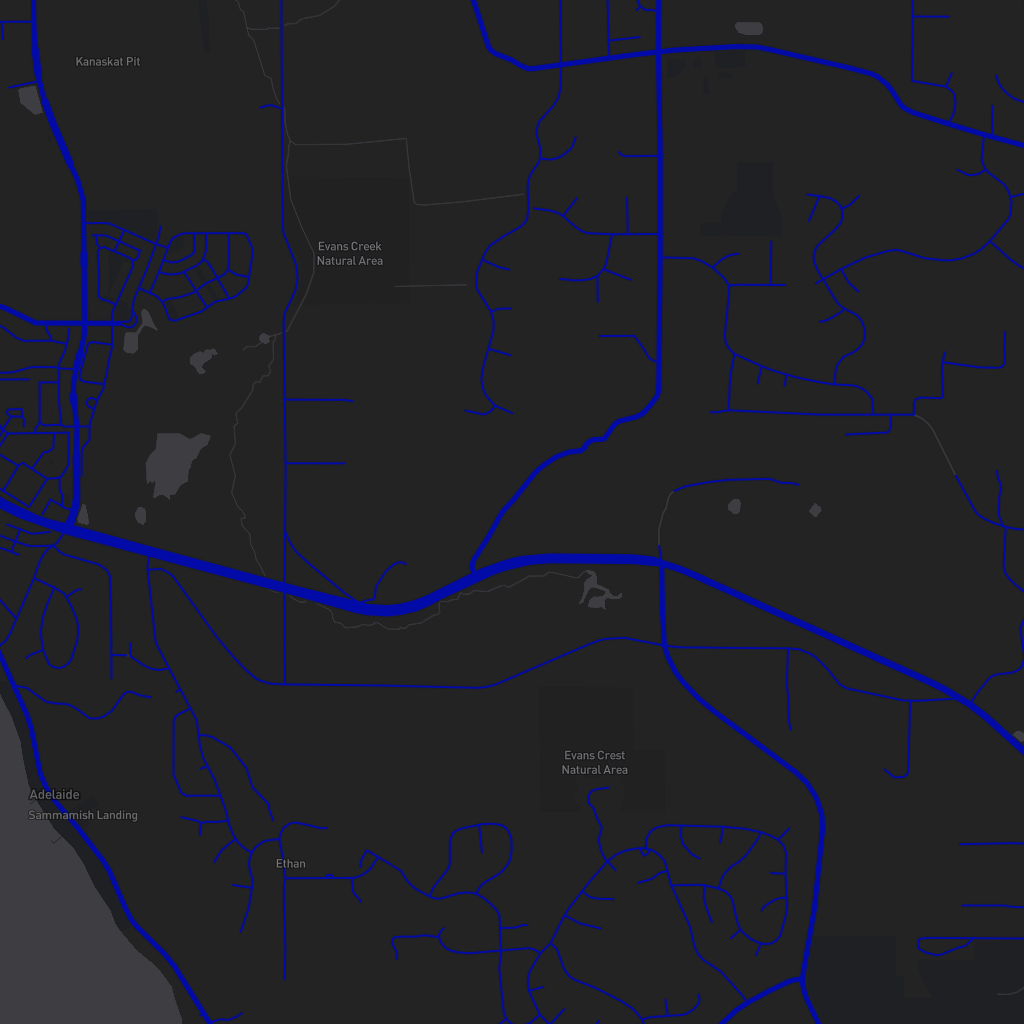 Kanaskat Pit
Evans Creek
Natural Area
Evans Crest
Natural Area
Adelaide
Sammamish Landing
Ethan